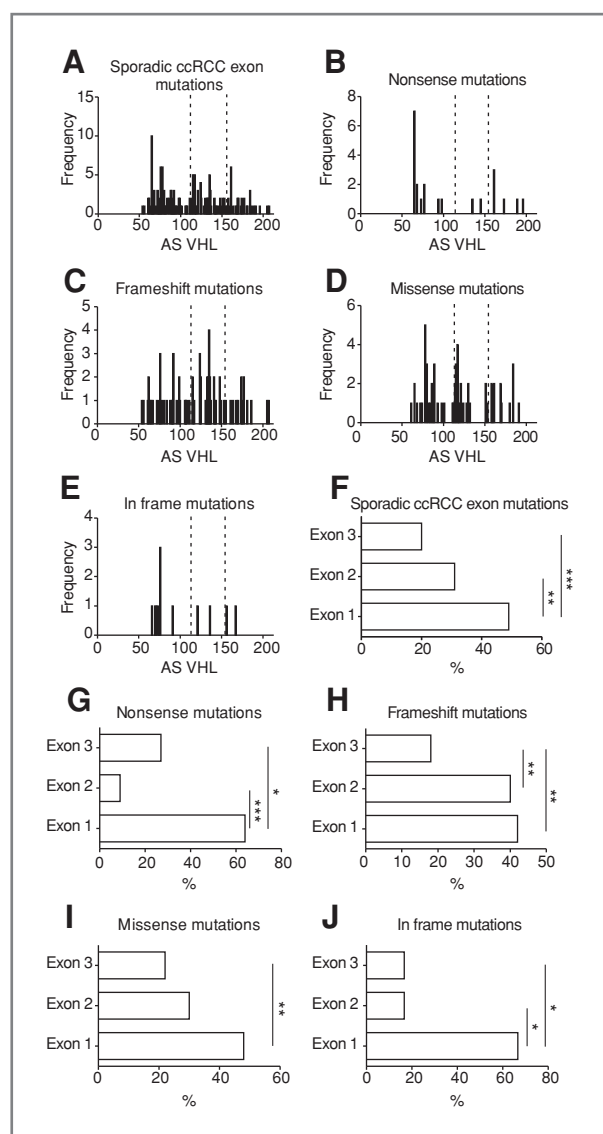 A
Sporadic ccRCC exon
mutations
Frequency
15
10
5
0
0 50 100 150 200
AS VHL
B
Nonsense mutations
Frequency
8
6
4
2
0
0 50 100 150 200
AS VHL
C
Frameshift mutations
Frequency
5
4
3
2
1
0
0 50 100 150 200
AS VHL
D
Missense mutations
Frequency
6
4
2
0
0 50 100 150 200
AS VHL
E
In frame mutations
Frequency
4
3
2
1
0
0 50 100 150 200
AS VHL
F
Sporadic ccRCC exon mutations
Exon 3
Exon 2
Exon 1
**
***
0 20 40 60
%
G
Nonsense mutations
Exon 3
Exon 2
Exon 1
***
*
0 20 40 60 80
%
H
Frameshift mutations
Exon 3
Exon 2
Exon 1
**
**
0 10 20 30 40 50
%
I
Missense mutations
Exon 3
Exon 2
Exon 1
**
0 20 40 60
%
J
In frame mutations
Exon 3
Exon 2
Exon 1
*
*
0 20 40 60 80
%